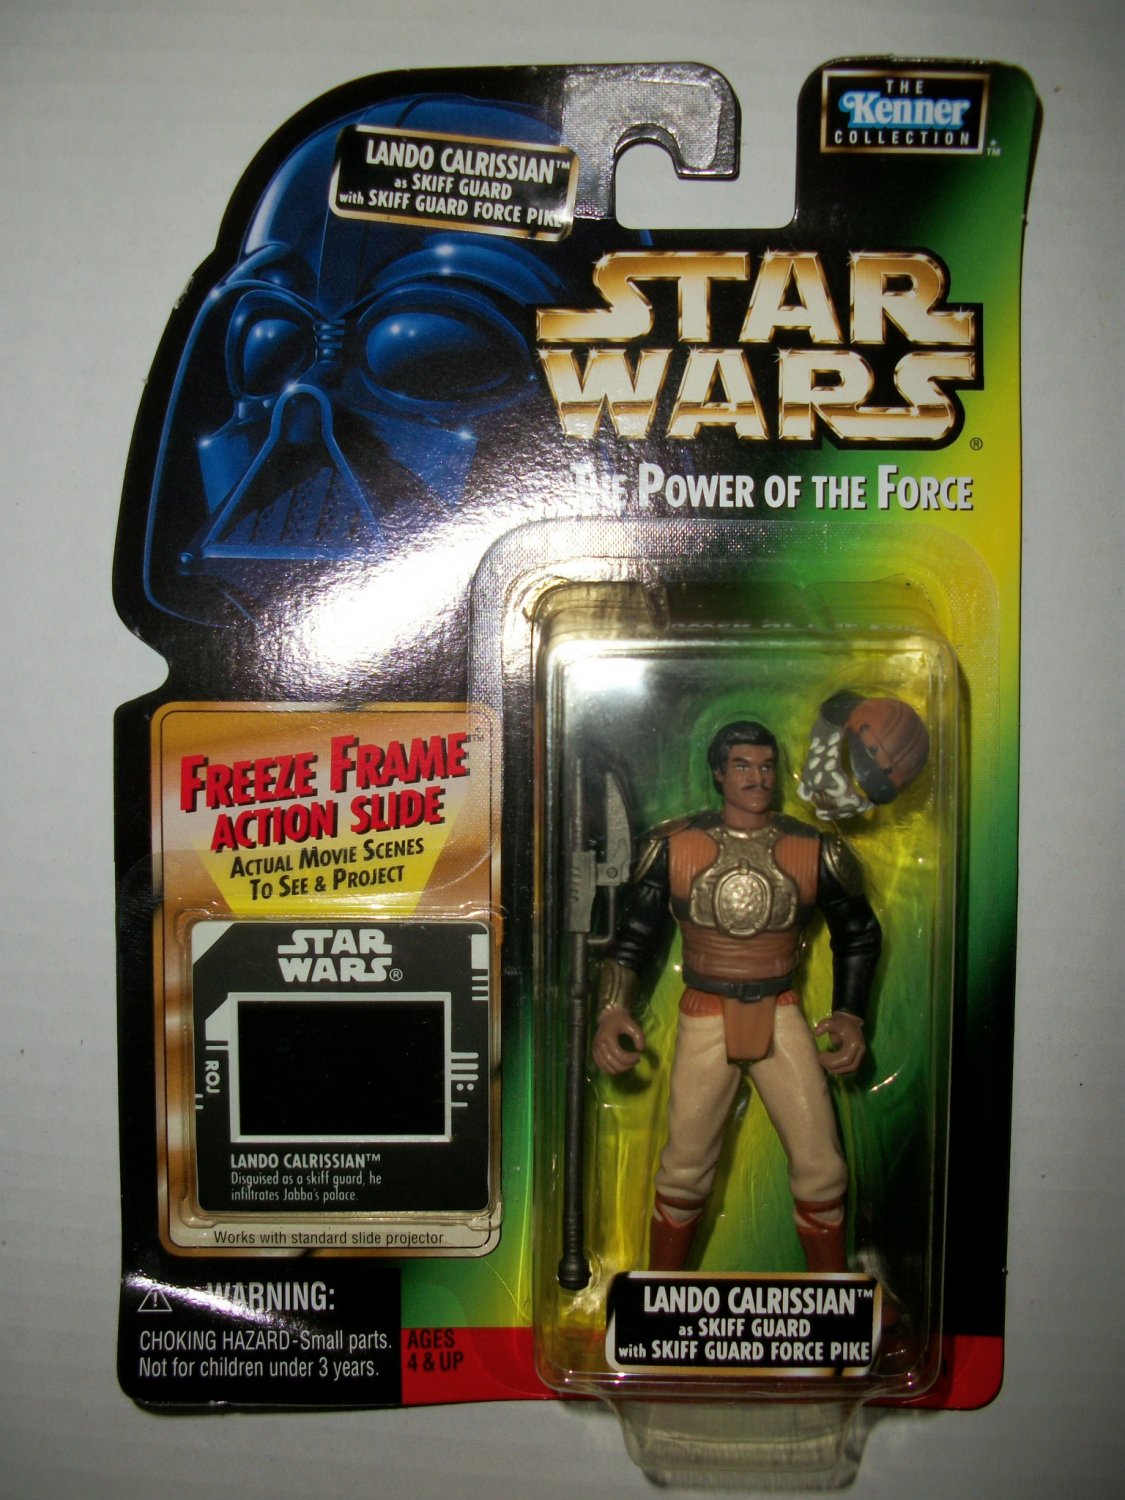 THE
Kenner
COLLECTION™
LANDO CALRISSIAN™
as SKIFF GUARD
with SKIFF GUARD FORCE PIKE
STAR
WARS®
THE POWER OF THE FORCE
FREEZE FRAME™
ACTION SLIDE
ACTUAL MOVIE SCENES
TO SEE & PROJECT
STAR
WARS®
ROJ
LANDO CALRISSIAN™
Disguised as a skiff guard, he
infiltrates Jabba's palace.
Works with standard slide projector
WARNING:
CHOKING HAZARD-Small parts.
Not for children under 3 years.
AGES
4 & UP
LANDO CALRISSIAN™
as SKIFF GUARD
with SKIFF GUARD FORCE PIKE